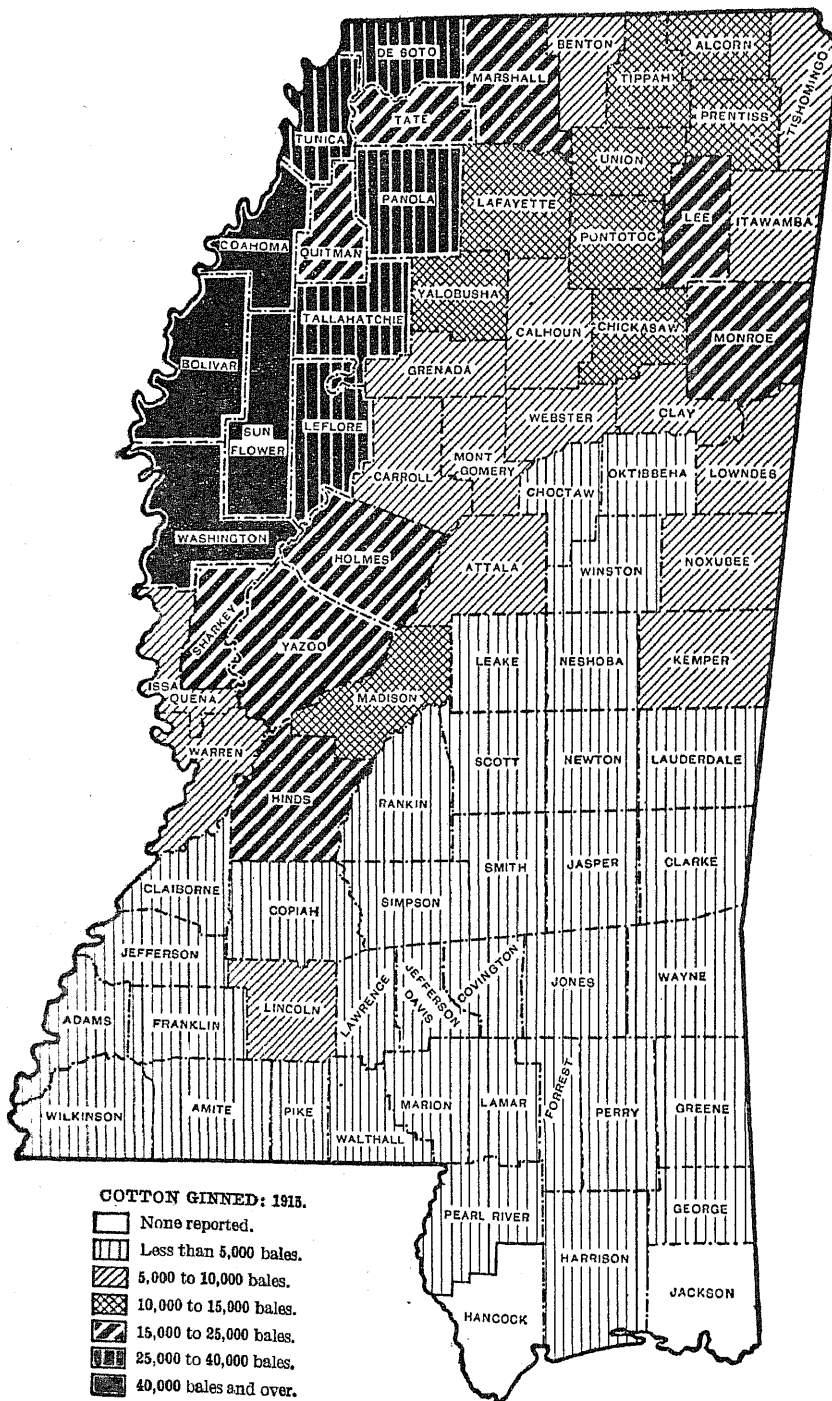 DE SOTO
BENTON
ALCORN
MARSHALL
TIPPAH
TISHOMINGO
TATE
PRENTISS
TUNICA
UNION
PANOLA
LAFAYETTE
LEE
ITAWAMBA
COAHOMA
QUITMAN
PONTOTOC
YALOBUSHA
TALLAHATCHIE
CALHOUN
CHICKASAW
MONROE
BOLIVAR
GRENADA
WEBSTER
CLAY
SUN
FLOWER
LEFLORE
MONT
GOMERY
CARROLL
OKTIBBEHA
LOWNDES
CHOCTAW
WASHINGTON
HOLMES
ATTALA
WINSTON
NOXUBEE
SHARKEY
YAZOO
LEAKE
NESHOBA
KEMPER
ISSA
QUENA
MADISON
WARREN
SCOTT
NEWTON
LAUDERDALE
HINDS
RANKIN
SMITH
JASPER
CLARKE
CLAIBORNE
COPIAH
SIMPSON
JEFFERSON
LAWRENCE
JEFFERSON
DAVIS
COVINGTON
JONES
WAYNE
LINCOLN
ADAMS
FRANKLIN
WILKINSON
AMITE
PIKE
WALTHALL
MARION
LAMAR
FORREST
PERRY
GREENE
PEARL RIVER
GEORGE
HARRISON
HANCOCK
JACKSON
COTTON GINNED: 1915.
None reported.
Less than 5,000 bales.
5,000 to 10,000 bales.
10,000 to 15,000 bales.
15,000 to 25,000 bales.
25,000 to 40,000 bales.
40,000 bales and over.